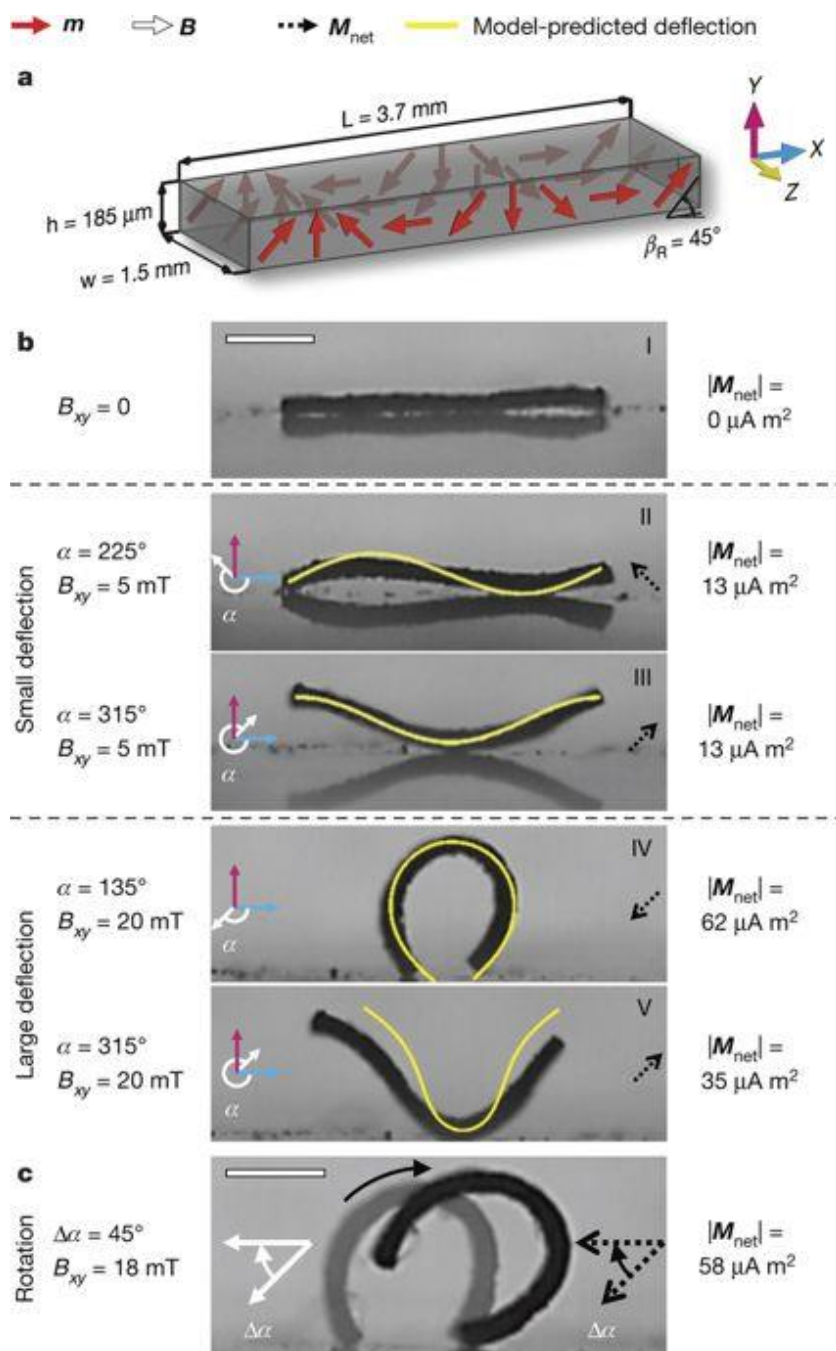 m B M_net Model-predicted deflection
a
L = 3.7 mm
h = 185 μm
w = 1.5 mm
β_R = 45°
Y
X
Z
b
I
B_xy = 0
|M_net| =
0 μA m²
Small deflection
II
α = 225°
B_xy = 5 mT
α
|M_net| =
13 μA m²
III
α = 315°
B_xy = 5 mT
α
|M_net| =
13 μA m²
Large deflection
IV
α = 135°
B_xy = 20 mT
α
|M_net| =
62 μA m²
V
α = 315°
B_xy = 20 mT
α
|M_net| =
35 μA m²
c
Rotation
Δα = 45°
B_xy = 18 mT
Δα
Δα
|M_net| =
58 μA m²